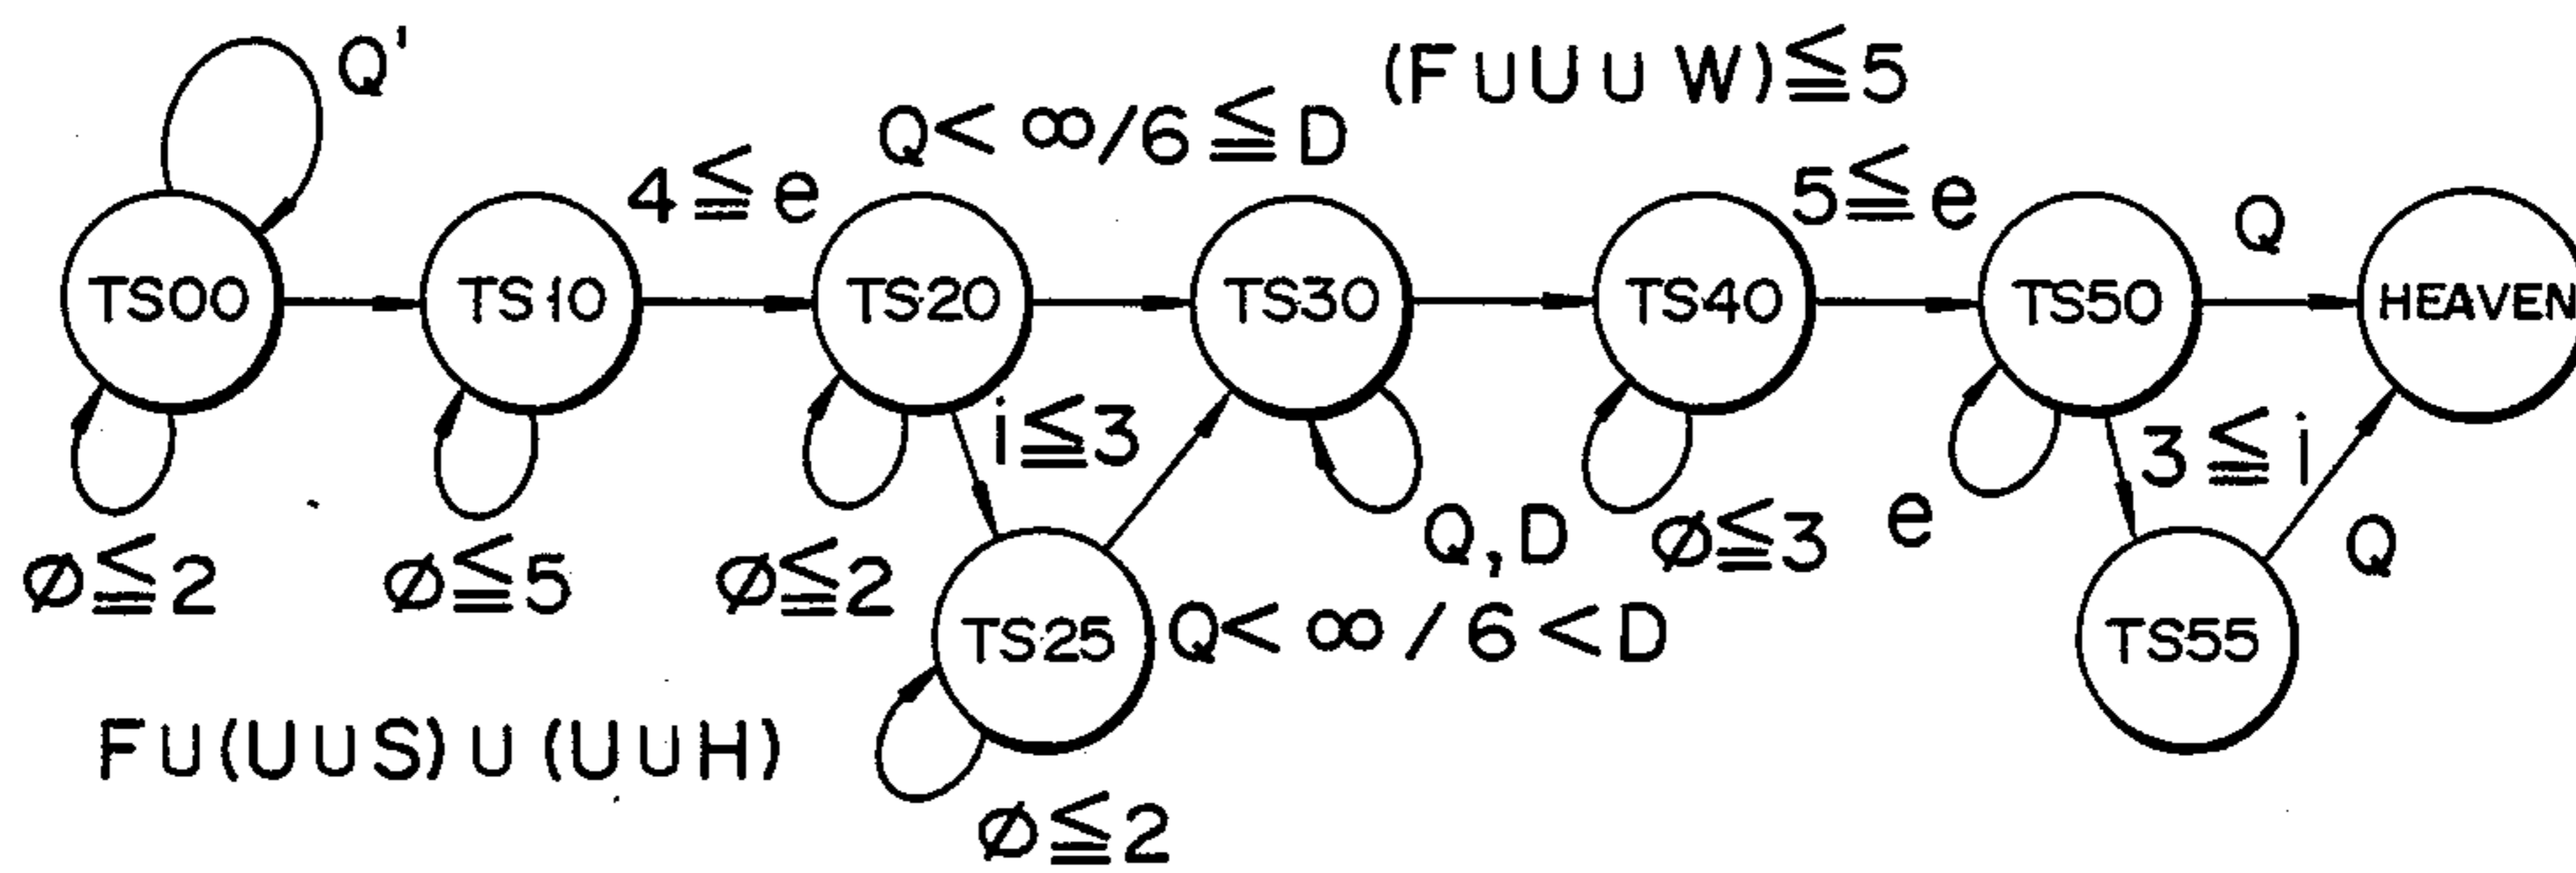 Q'
(F∪U∪W)≦5
Q<∞/6≦D
4≦e
5≦e
Q
TS00
TS10
TS20
TS30
TS40
TS50
HEAVEN
i≦3
3≦i
Q,D
e
Q
ø≦2
ø≦5
ø≦2
ø≦3
TS25
Q<∞/6<D
TS55
F∪(U∪S)∪(U∪H)
ø≦2